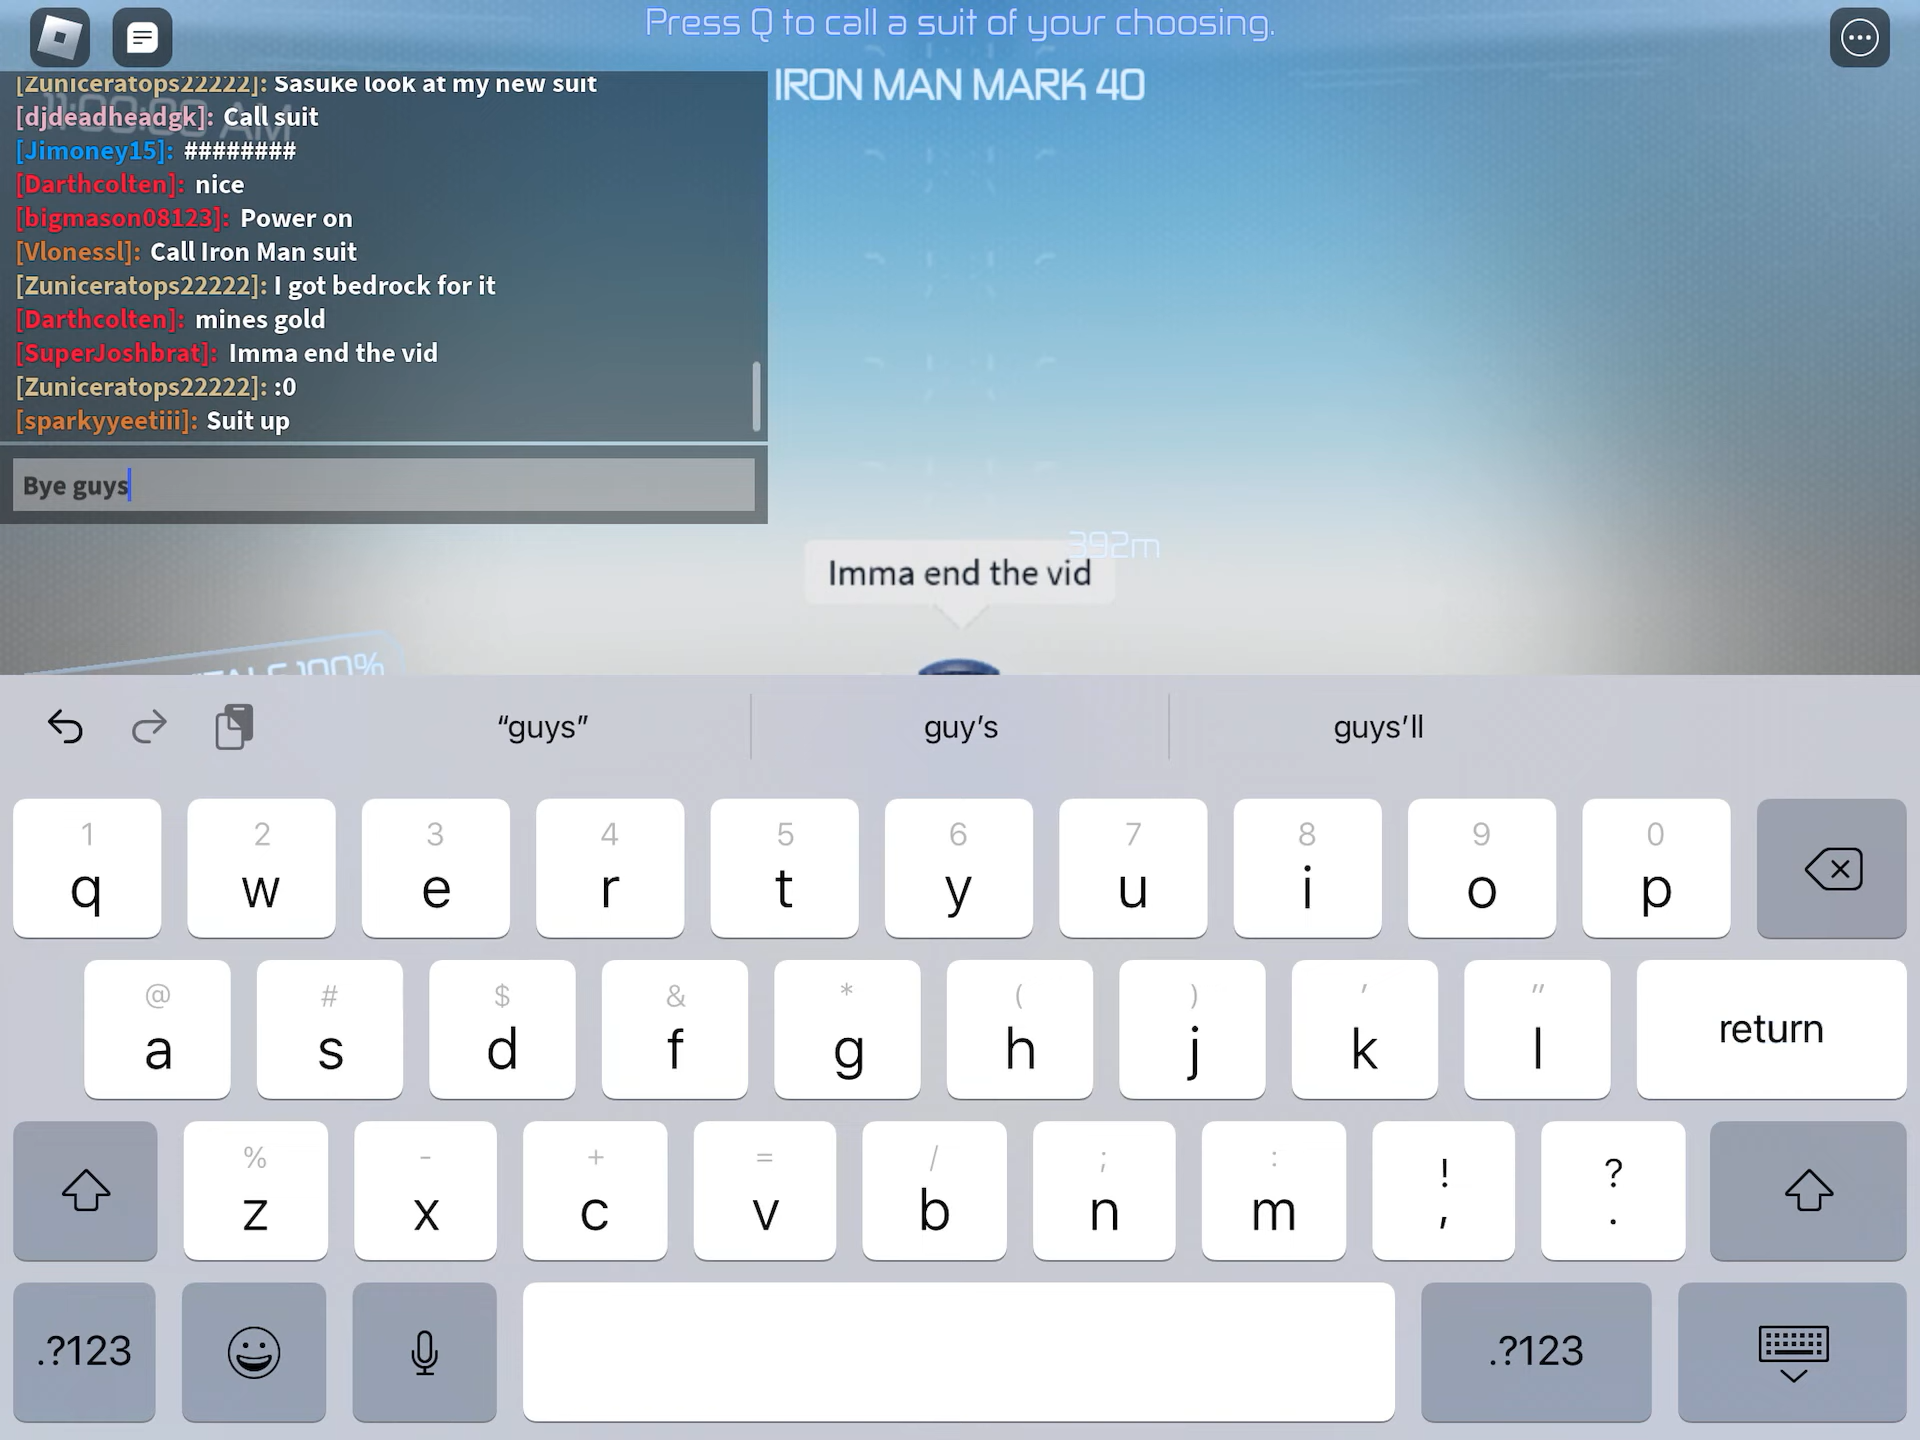 Press Q to call a suit of your choosing.
IRON MAN MARK 40
[Zuniceratops22222]: Sasuke look at my new suit
[djdeadheadgk]: Call suit
[Jimoney15]: ########
[Darthcolten]: nice
[bigmason08123]: Power on
[Vlonessl]: Call Iron Man suit
[Zuniceratops22222]: I got bedrock for it
[Darthcolten]: mines gold
[SuperJoshbrat]: Imma end the vid
[Zuniceratops22222]: :0
[sparkyyeetiii]: Suit up
Bye guys
392m
Imma end the vid
100%
“guys” guy’s guys’ll
1 2 3 4 5 6 7 8 9 0
q w e r t y u i o p
@ # $ & * ( ) ' "
a s d f g h j k l return
% - + = / ; : ! ?
z x c v b n m , .
.?123 .?123